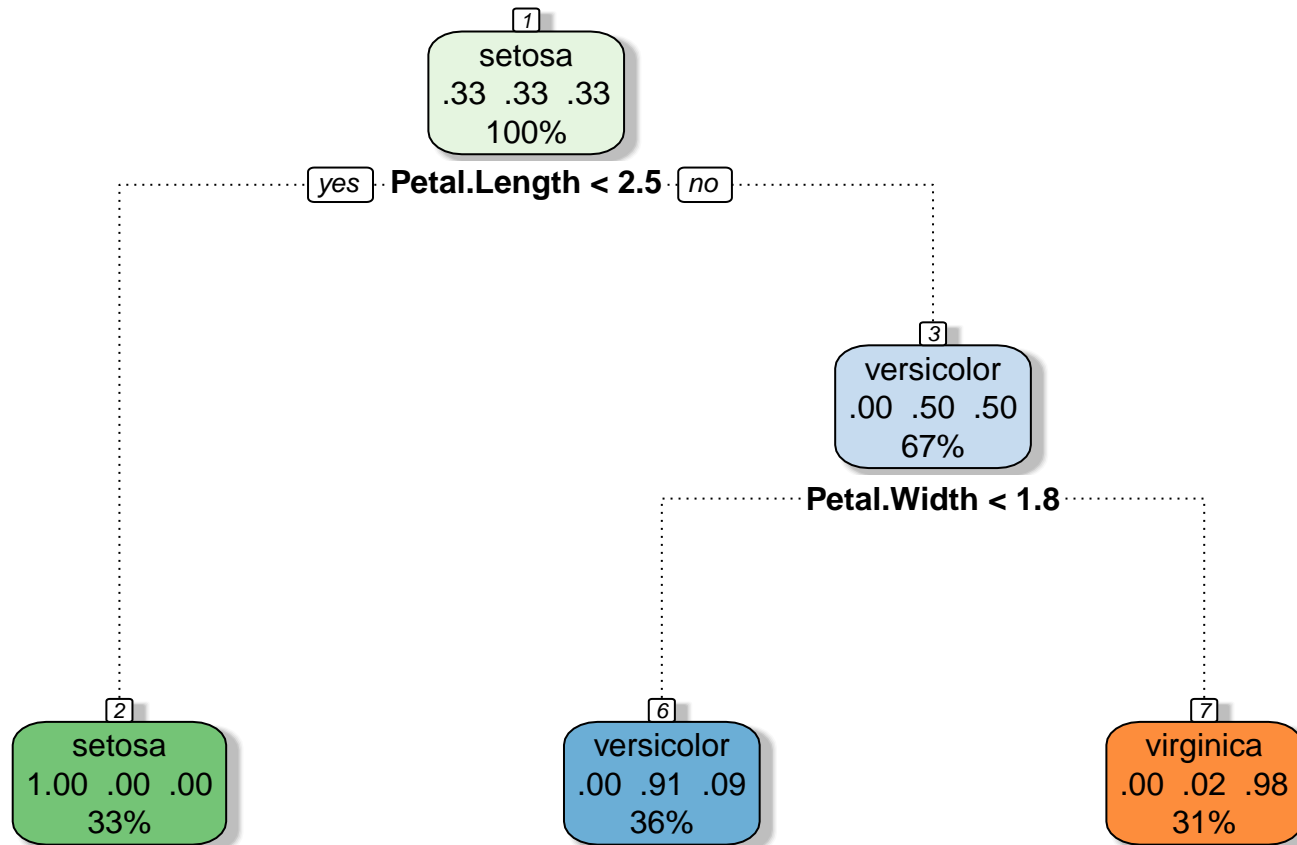 1
setosa
.33 .33 .33
100%
yes Petal.Length < 2.5 no
3
versicolor
.00 .50 .50
67%
Petal.Width < 1.8
2
setosa
1.00 .00 .00
33%
6
versicolor
.00 .91 .09
36%
7
virginica
.00 .02 .98
31%